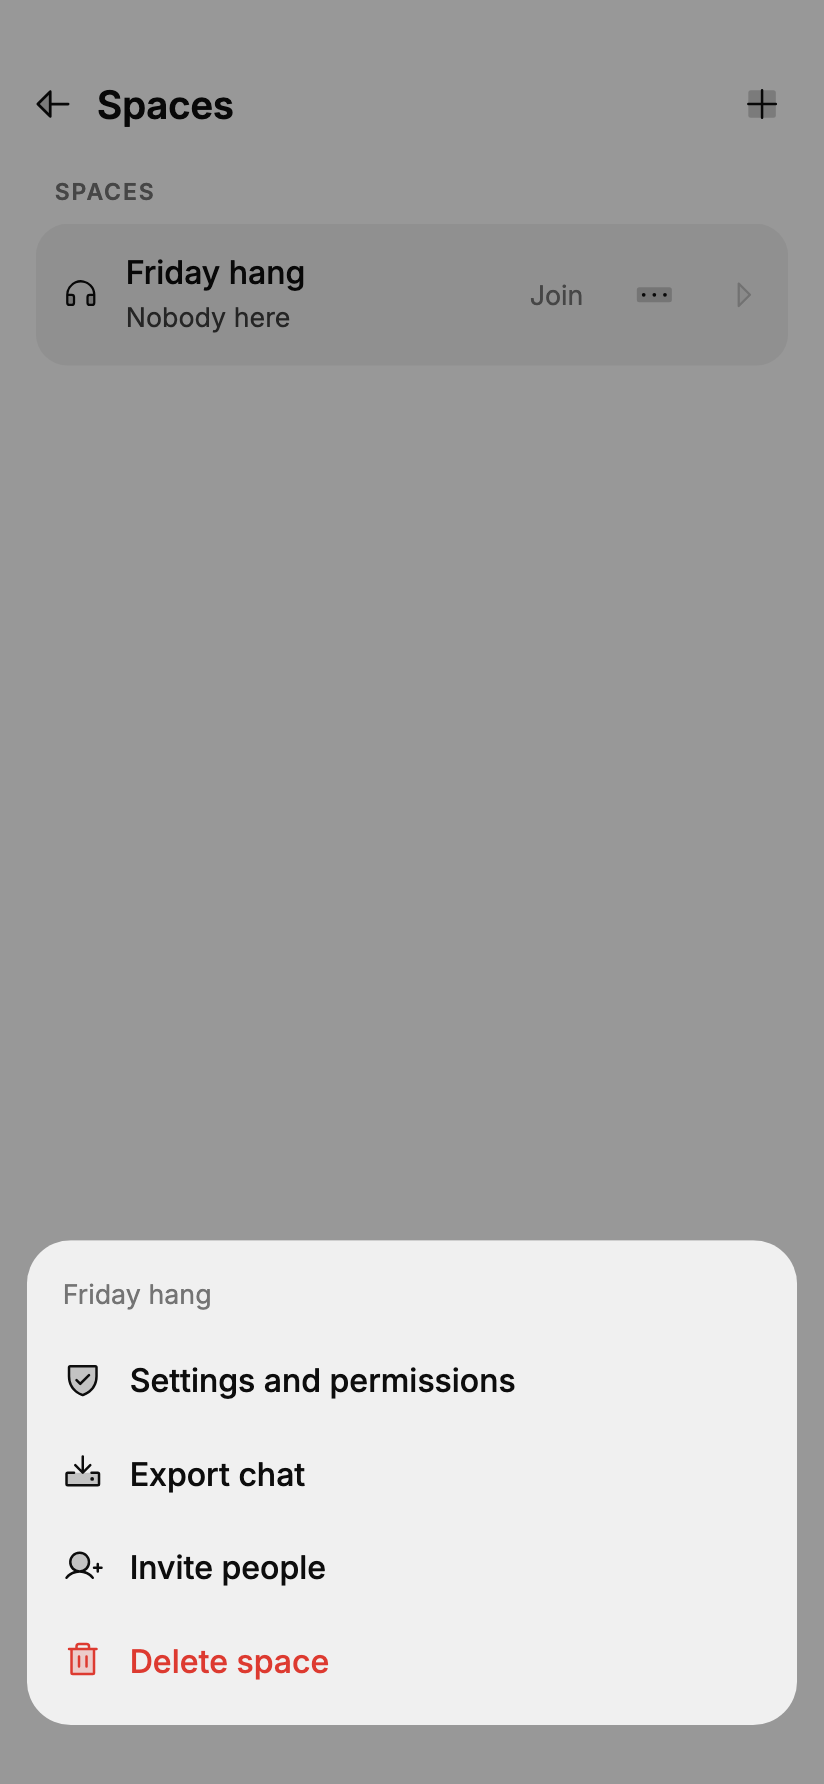 Spaces
SPACES
Friday hang
Nobody here
Join
Friday hang
Settings and permissions
Export chat
Invite people
Delete space